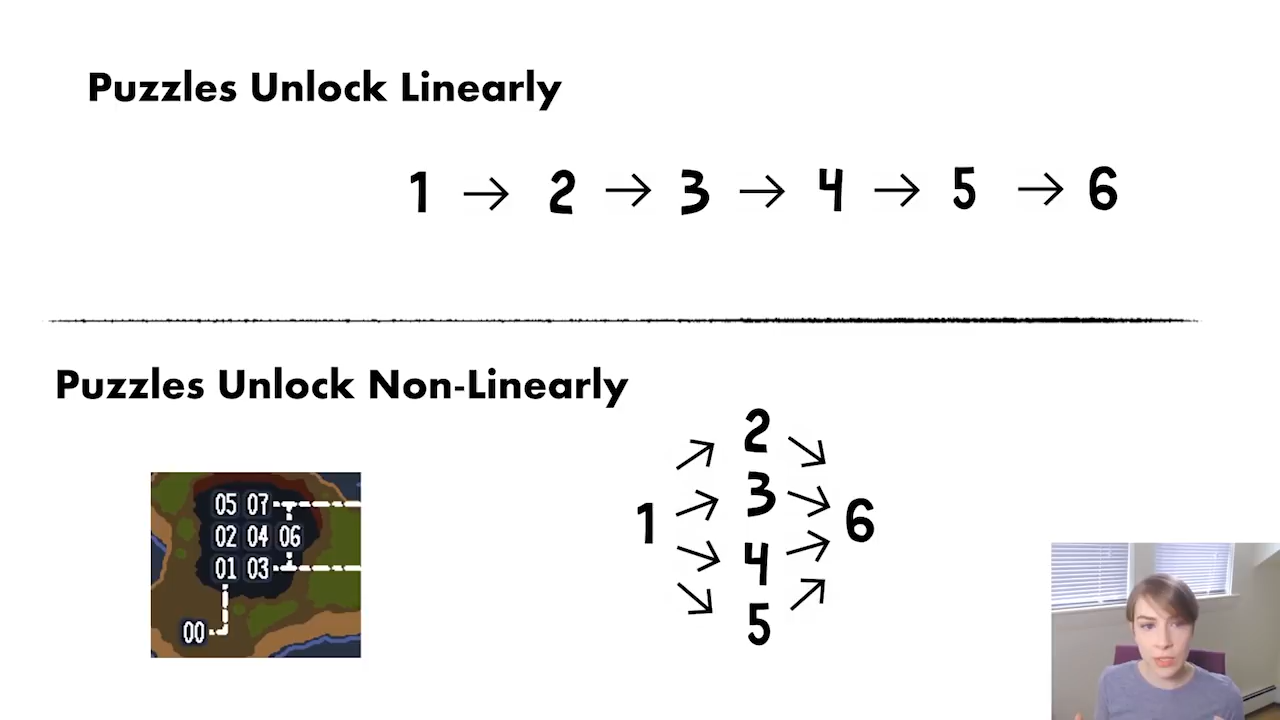 Puzzles Unlock Linearly
1 → 2 → 3 → 4 → 5 → 6
Puzzles Unlock Non-Linearly
2
3
1
6
4
5
05 07
02 04 06
01 03
00